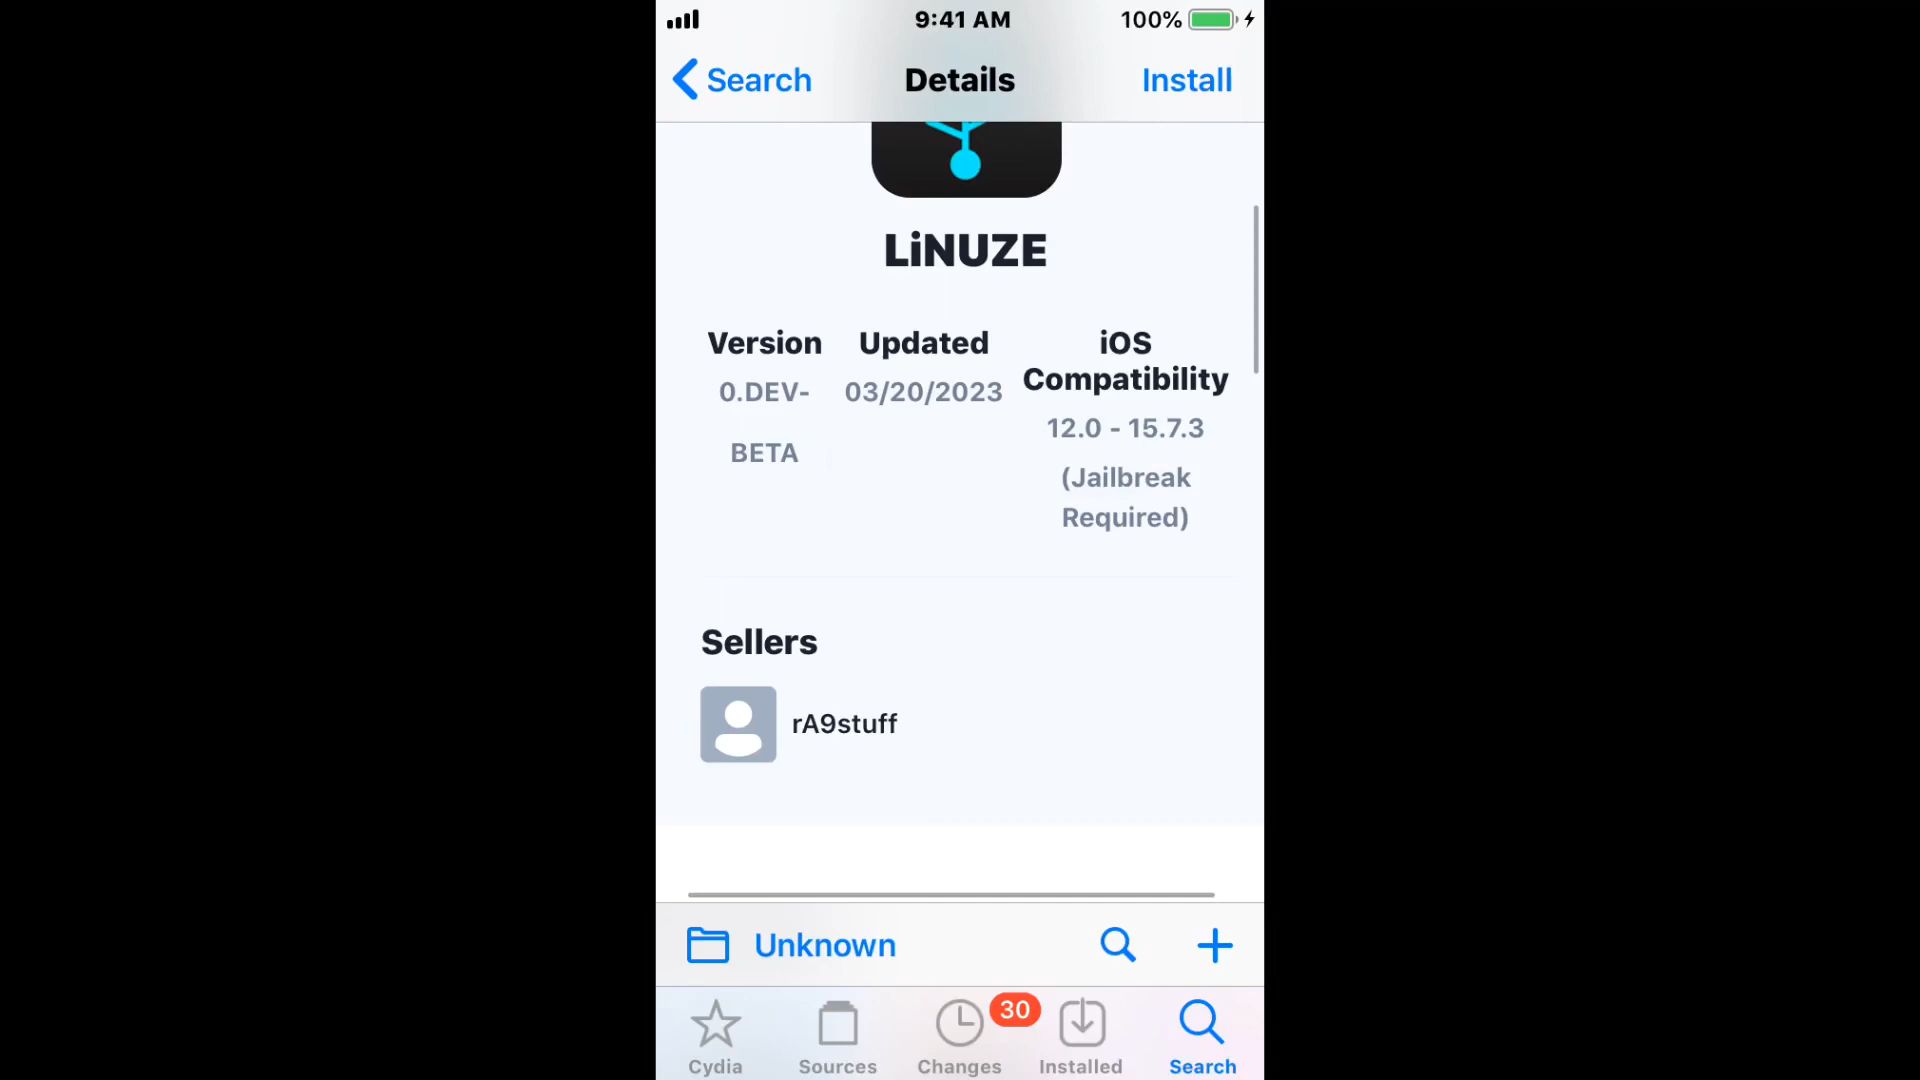 9:41 AM 100%
Search Details Install
LiNUZE
Version Updated iOS Compatibility
0.DEV-BETA 03/20/2023 12.0 - 15.7.3
(Jailbreak
Required)
Sellers
rA9stuff
Unknown
30
Cydia Sources Changes Installed Search